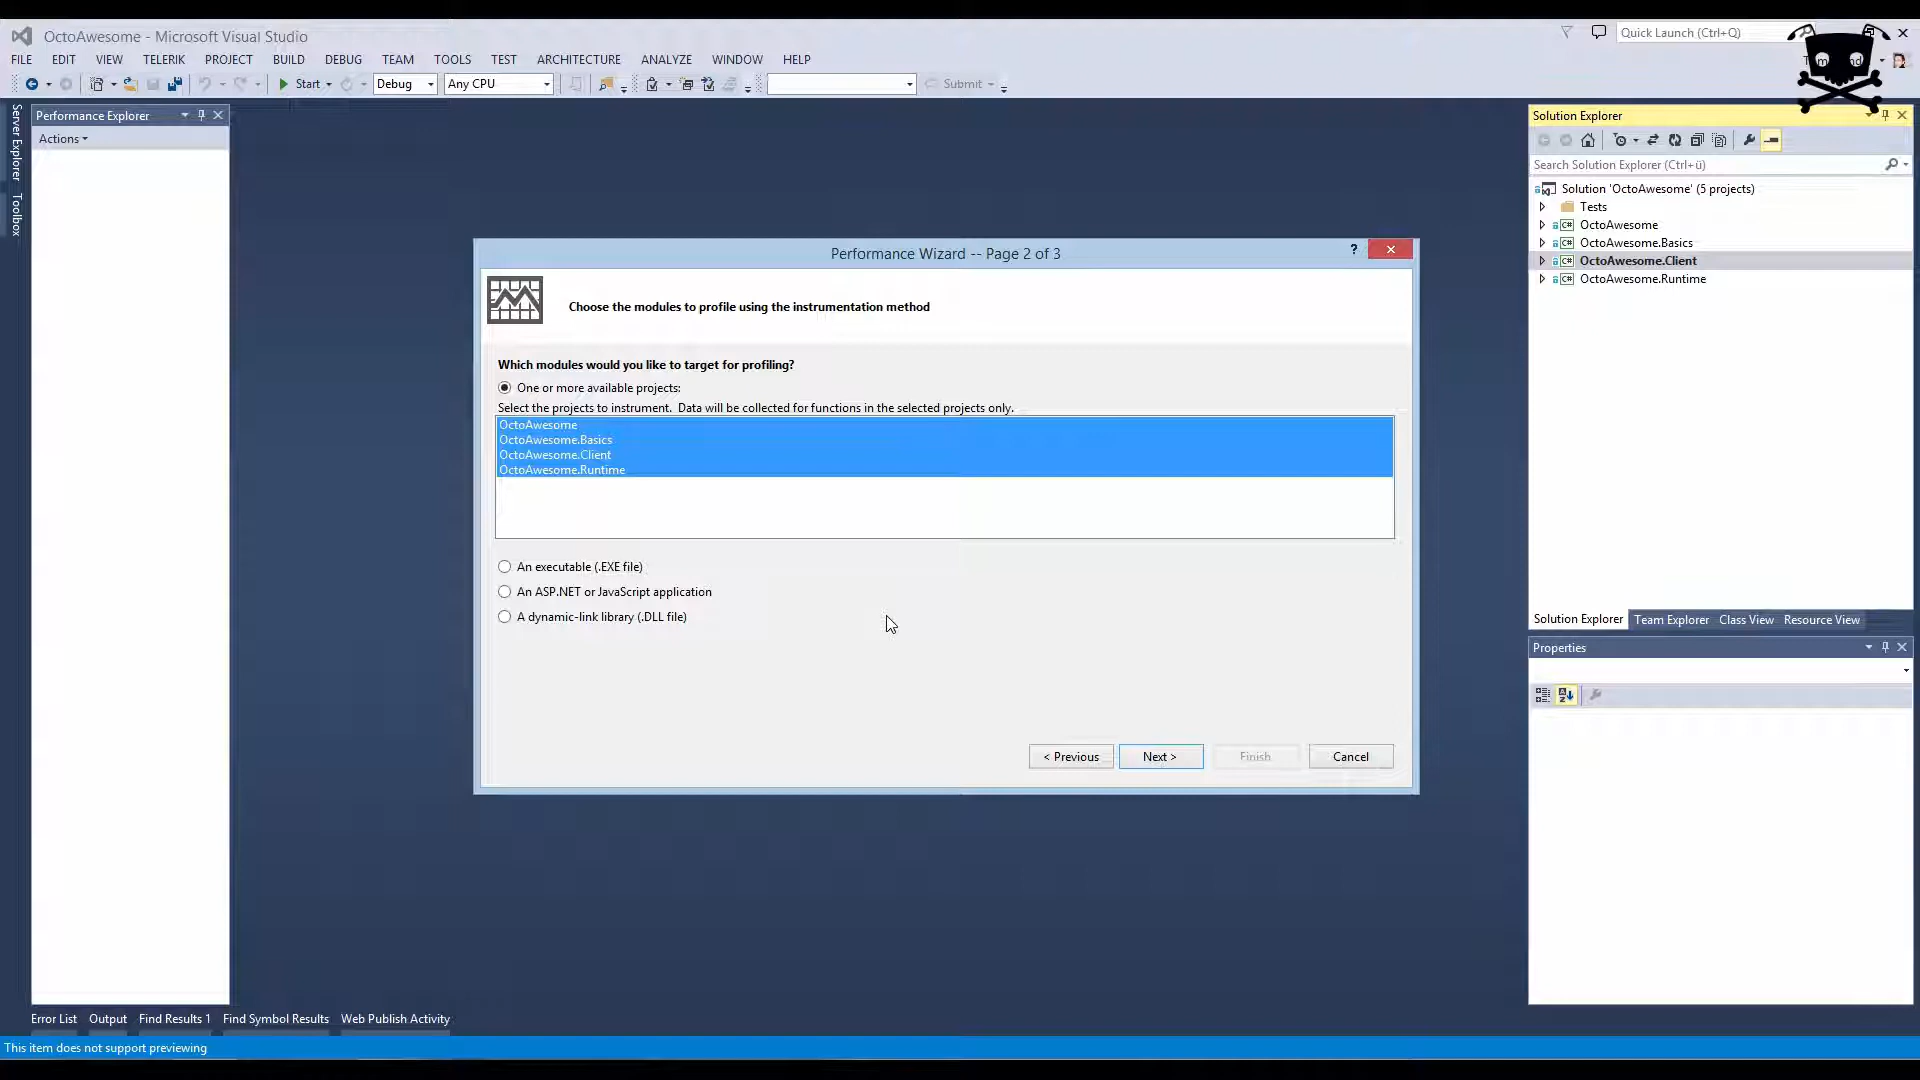 OctoAwesome - Microsoft Visual Studio
Quick Launch (Ctrl+Q)
FILE EDIT VIEW TELERIK PROJECT BUILD DEBUG TEAM TOOLS TEST ARCHITECTURE ANALYZE WINDOW HELP
Start Debug Any CPU Submit
Server Explorer
Toolbox
Performance Explorer
Actions
Performance Wizard -- Page 2 of 3
?
Choose the modules to profile using the instrumentation method
Which modules would you like to target for profiling?
One or more available projects:
Select the projects to instrument. Data will be collected for functions in the selected projects only.
OctoAwesome
OctoAwesome.Basics
OctoAwesome.Client
OctoAwesome.Runtime
An executable (.EXE file)
An ASP.NET or JavaScript application
A dynamic-link library (.DLL file)
< Previous Next > Finish Cancel
Solution Explorer
Search Solution Explorer (Ctrl+ü)
Solution 'OctoAwesome' (5 projects)
Tests
C# OctoAwesome
C# OctoAwesome.Basics
C# OctoAwesome.Client
C# OctoAwesome.Runtime
Solution Explorer Team Explorer Class View Resource View
Properties
Error List Output Find Results 1 Find Symbol Results Web Publish Activity
This item does not support previewing